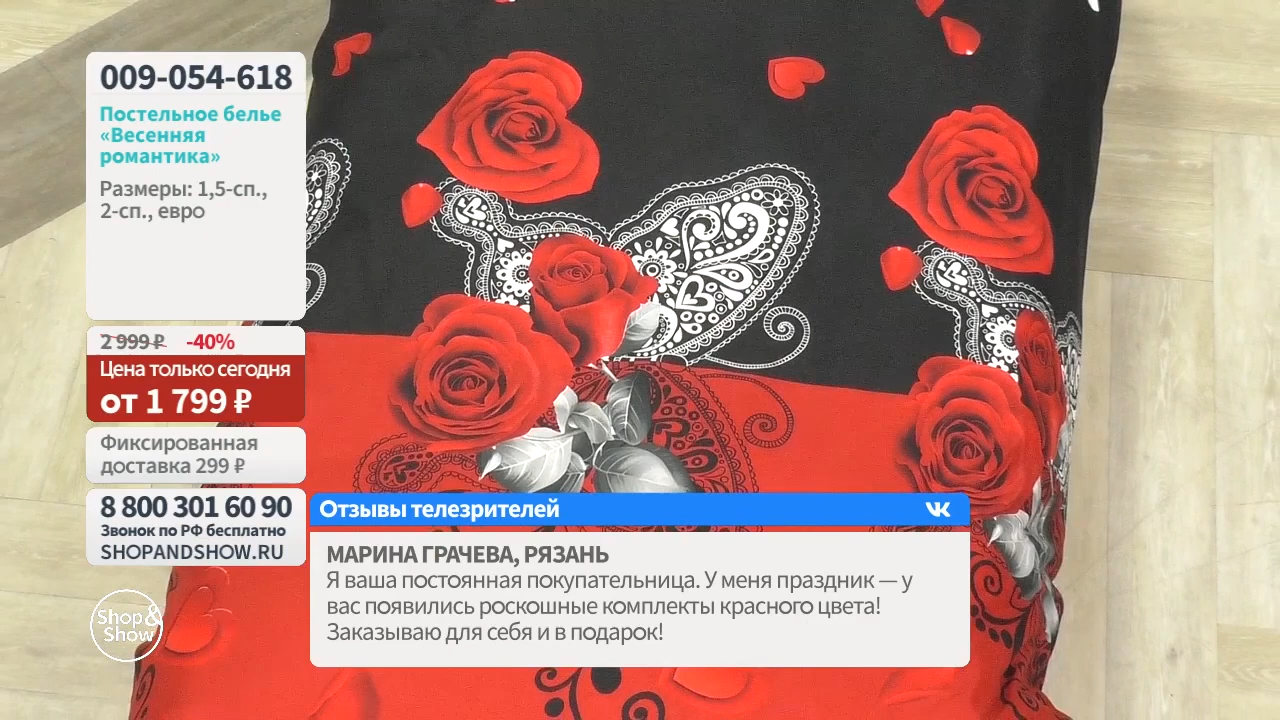 009-054-618
Постельное белье
«Весенняя
романтика»
Размеры: 1,5-сп.,
2-сп., евро
2 999 ₽ -40%
Цена только сегодня
от 1 799 ₽
Фиксированная
доставка 299 ₽
8 800 301 60 90
Звонок по РФ бесплатно
SHOPANDSHOW.RU
Shop&
Show
Отзывы телезрителей
МАРИНА ГРАЧЕВА, РЯЗАНЬ
Я ваша постоянная покупательница. У меня праздник — у
вас появились роскошные комплекты красного цвета!
Заказываю для себя и в подарок!